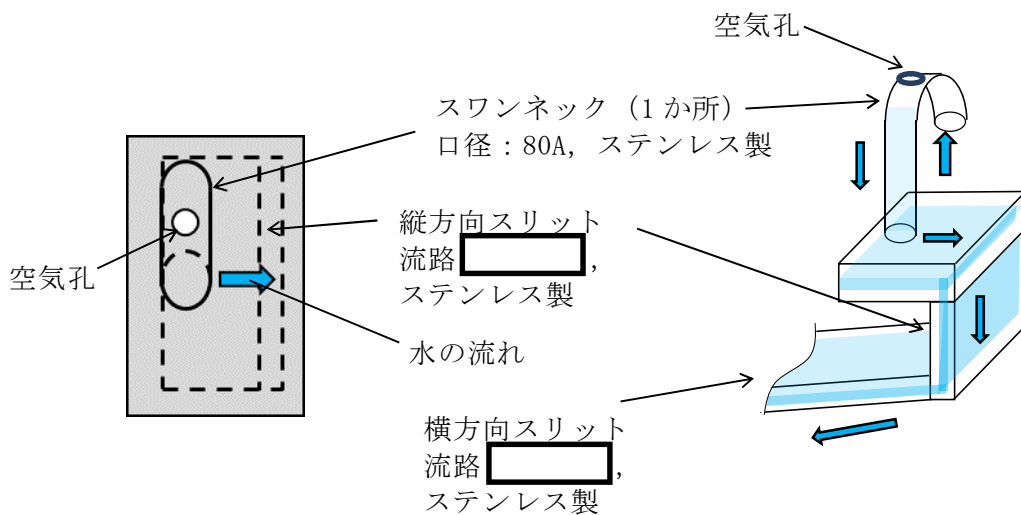 空気孔
スワンネック（1か所）
口径：80A，ステンレス製
縦方向スリット
流路　　　，
ステンレス製
空気孔
水の流れ
横方向スリット
流路　　　，
ステンレス製